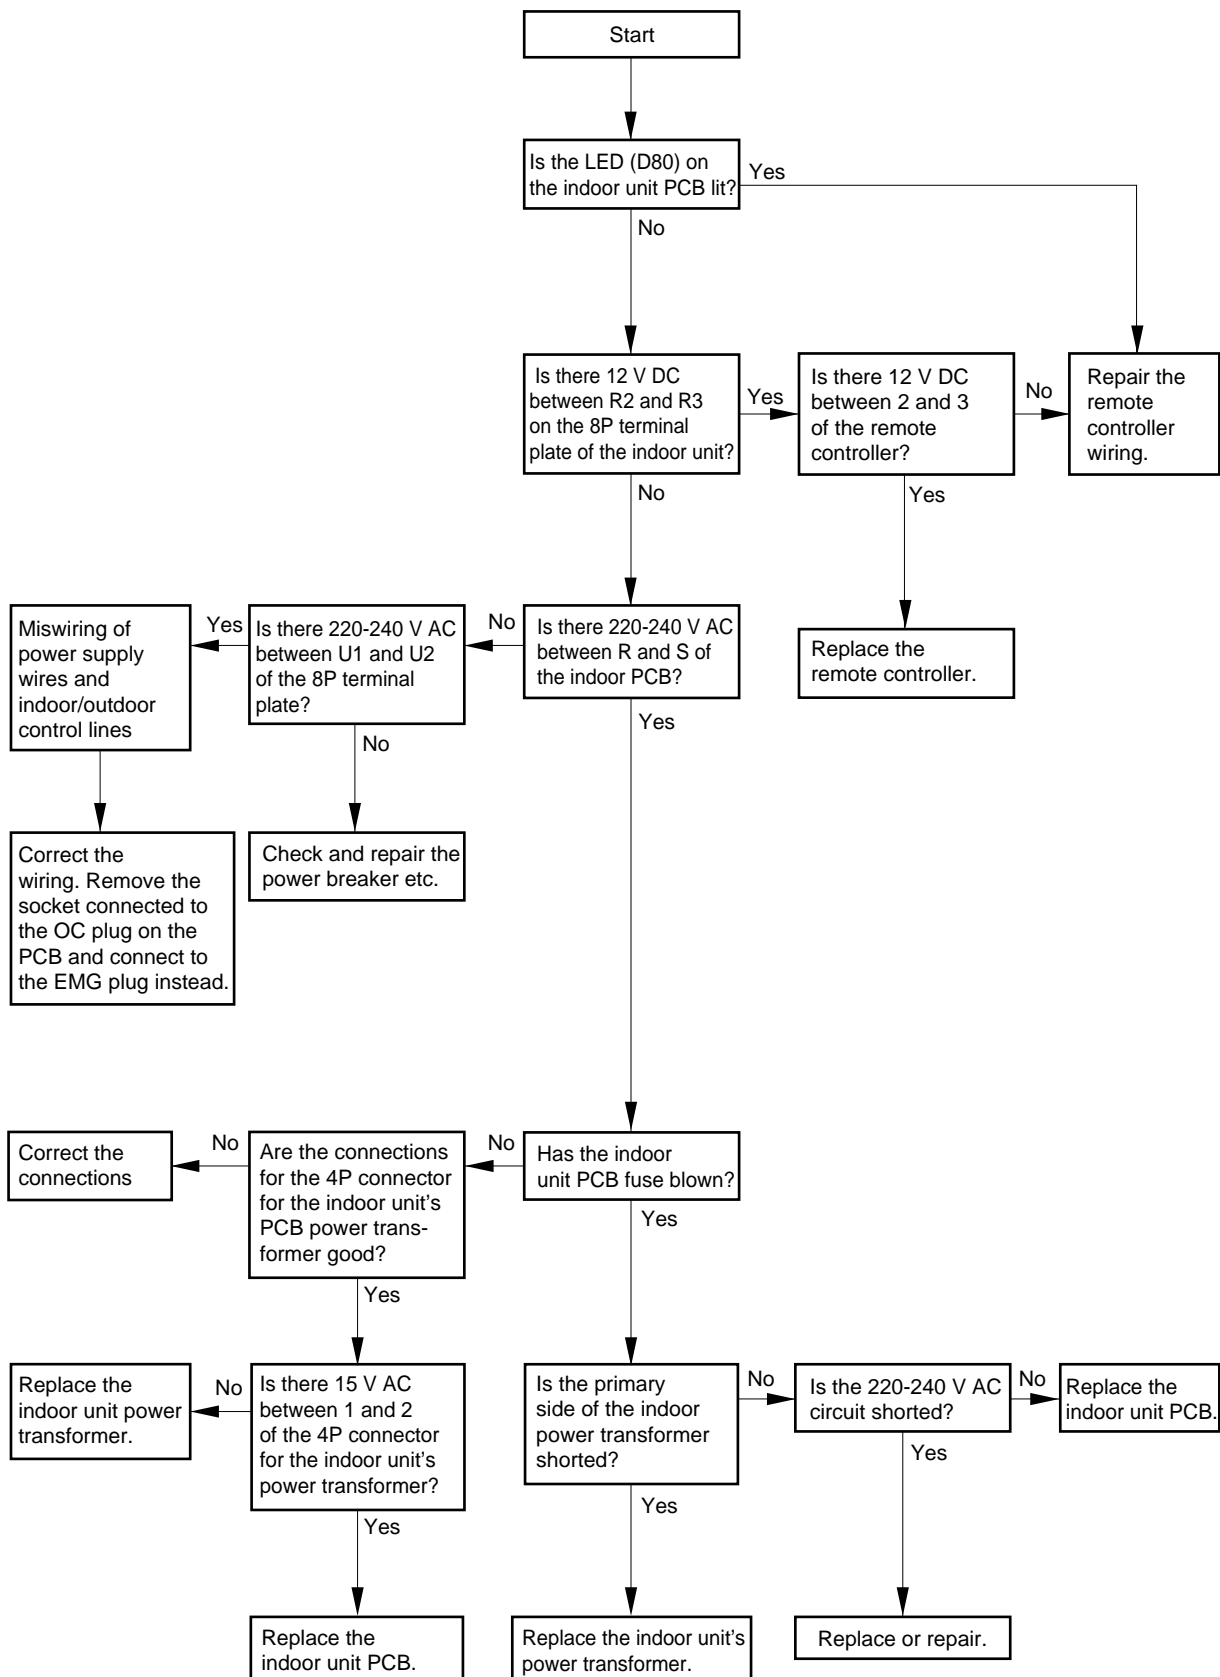 Start
Is the LED (D80) on
the indoor unit PCB lit?
Yes
No
Is there 12 V DC
between R2 and R3
on the 8P terminal
plate of the indoor unit?
Yes
Is there 12 V DC
between 2 and 3
of the remote
controller?
No
Repair the
remote
controller
wiring.
No
Yes
Miswiring of
power supply
wires and
indoor/outdoor
control lines
Yes
Is there 220-240 V AC
between U1 and U2
of the 8P terminal
plate?
No
Is there 220-240 V AC
between R and S of
the indoor PCB?
Replace the
remote controller.
Yes
No
Correct the
wiring. Remove the
socket connected to
the OC plug on the
PCB and connect to
the EMG plug instead.
Check and repair the
power breaker etc.
Correct the
connections
No
Are the connections
for the 4P connector
for the indoor unit's
PCB power trans-
former good?
No
Has the indoor
unit PCB fuse blown?
Yes
Yes
Replace the
indoor unit power
transformer.
No
Is there 15 V AC
between 1 and 2
of the 4P connector
for the indoor unit's
power transformer?
Is the primary
side of the indoor
power transformer
shorted?
No
Is the 220-240 V AC
circuit shorted?
No
Replace the
indoor unit PCB.
Yes
Yes
Yes
Replace the
indoor unit PCB.
Replace the indoor unit's
power transformer.
Replace or repair.